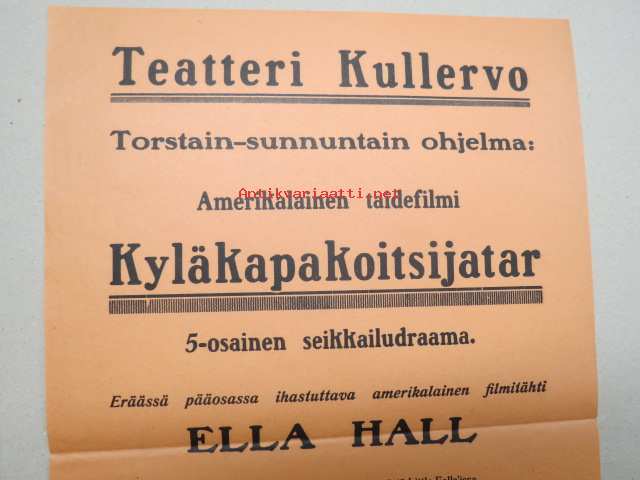 Teatteri Kullervo
Torstain-sunnuntain ohjelma:
Antikvariaatti.net
Amerikalainen taidefilmi
Kyläkapakoitsijatar
5-osainen seikkailudraama.
Eräässä pääosassa ihastuttava amerikalainen filmitähti
ELLA HALL